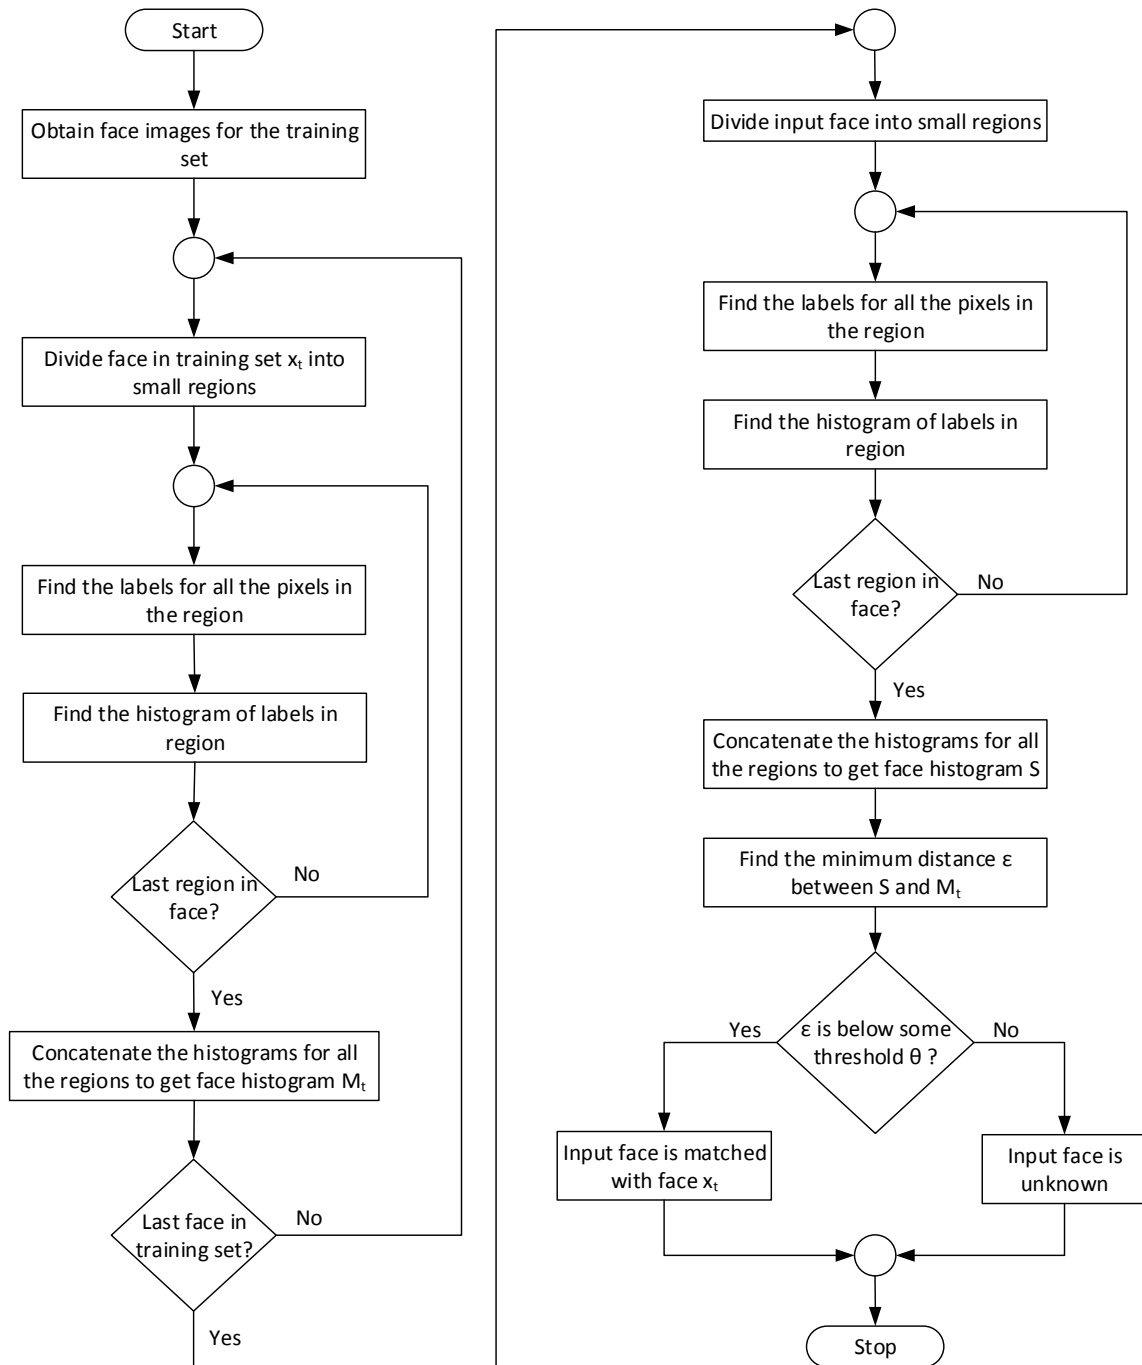 Start
Obtain face images for the training
set
Divide face in training set xₜ into
small regions
Find the labels for all the pixels in
the region
Find the histogram of labels in
region
Last region in
face?
No
Yes
Concatenate the histograms for all
the regions to get face histogram Mₜ
Last face in
training set?
No
Yes
Divide input face into small regions
Find the labels for all the pixels in
the region
Find the histogram of labels in
region
Last region in
face?
No
Yes
Concatenate the histograms for all
the regions to get face histogram S
Find the minimum distance ε
between S and Mₜ
ε is below some
threshold θ ?
Yes
No
Input face is matched
with face xₜ
Input face is
unknown
Stop